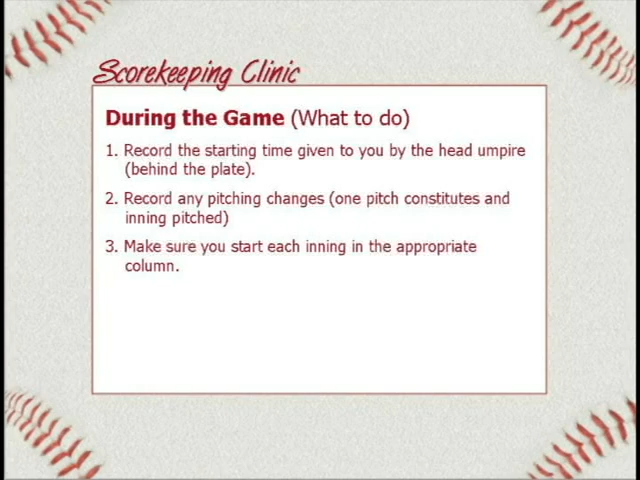 Scorekeeping Clinic
During the Game (What to do)
1. Record the starting time given to you by the head umpire
(behind the plate).
2. Record any pitching changes (one pitch constitutes and
inning pitched)
3. Make sure you start each inning in the appropriate
column.